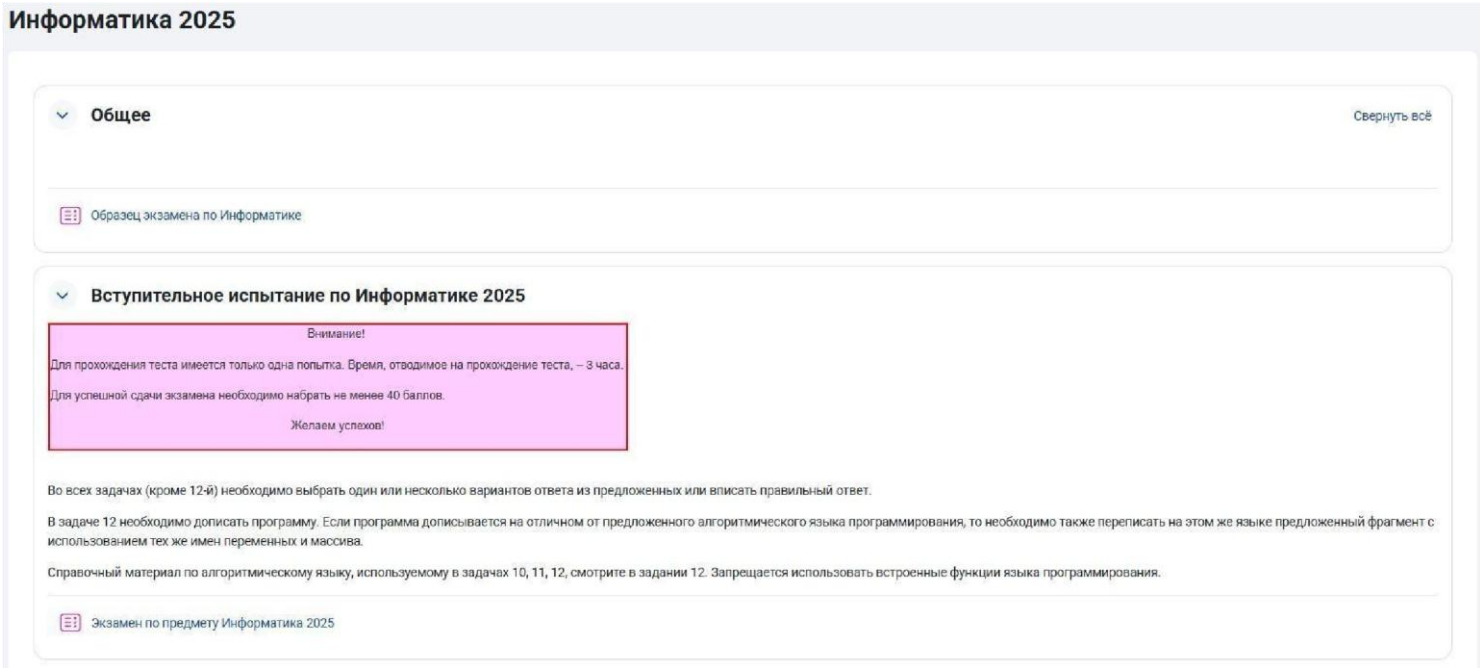 Информатика 2025
Общее
Свернуть всё
Образец экзамена по Информатике
Вступительное испытание по Информатике 2025
Внимание!
Для прохождения теста имеется только одна попытка. Время, отводимое на прохождение теста, – 3 часа.
Для успешной сдачи экзамена необходимо набрать не менее 40 баллов.
Желаем успехов!
Во всех задачах (кроме 12-й) необходимо выбрать один или несколько вариантов ответа из предложенных или вписать правильный ответ.
В задаче 12 необходимо дописать программу. Если программа дописывается на отличном от предложенного алгоритмического языка программирования, то необходимо также переписать на этом же языке предложенный фрагмент с
использованием тех же имен переменных и массива.
Справочный материал по алгоритмическому языку, используемому в задачах 10, 11, 12, смотрите в задании 12. Запрещается использовать встроенные функции языка программирования.
Экзамен по предмету Информатика 2025